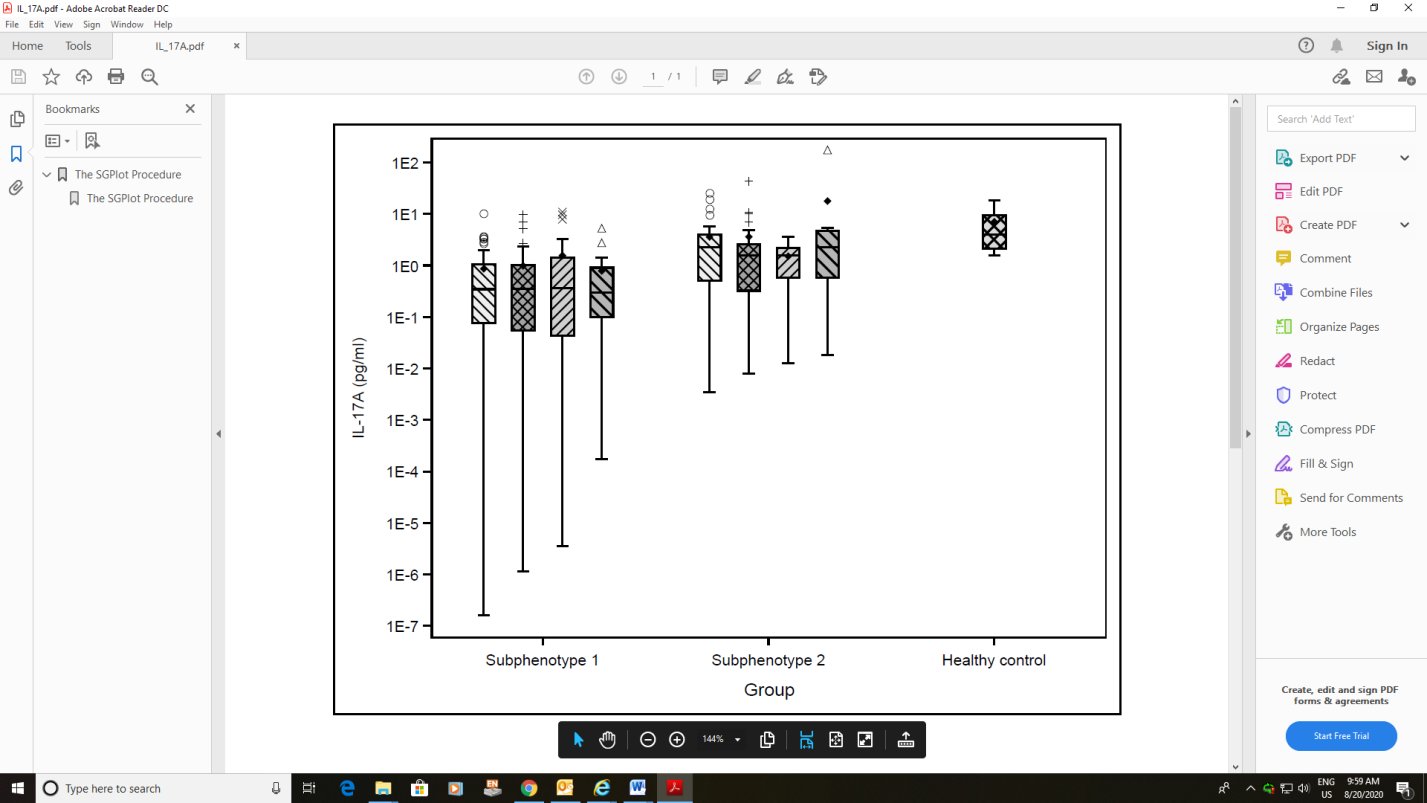 IL_17A.pdf - Adobe Acrobat Reader DC
File Edit View Sign Window Help
Home Tools IL_17A.pdf × Sign In
1 / 1
Bookmarks
The SGPlot Procedure
The SGPlot Procedure
1E2
1E1
1E0
1E-1
1E-2
1E-3
1E-4
1E-5
1E-6
1E-7
IL-17A (pg/ml)
Subphenotype 1 Subphenotype 2 Healthy control
Group
144%
Search 'Add Text'
Export PDF
Edit PDF
Create PDF
Comment
Combine Files
Organize Pages
Redact
Protect
Compress PDF
Fill & Sign
Send for Comments
More Tools
Create, edit and sign PDF
forms & agreements
Start Free Trial
Type here to search
EN
ENG 9:59 AM
US 8/20/2020
1